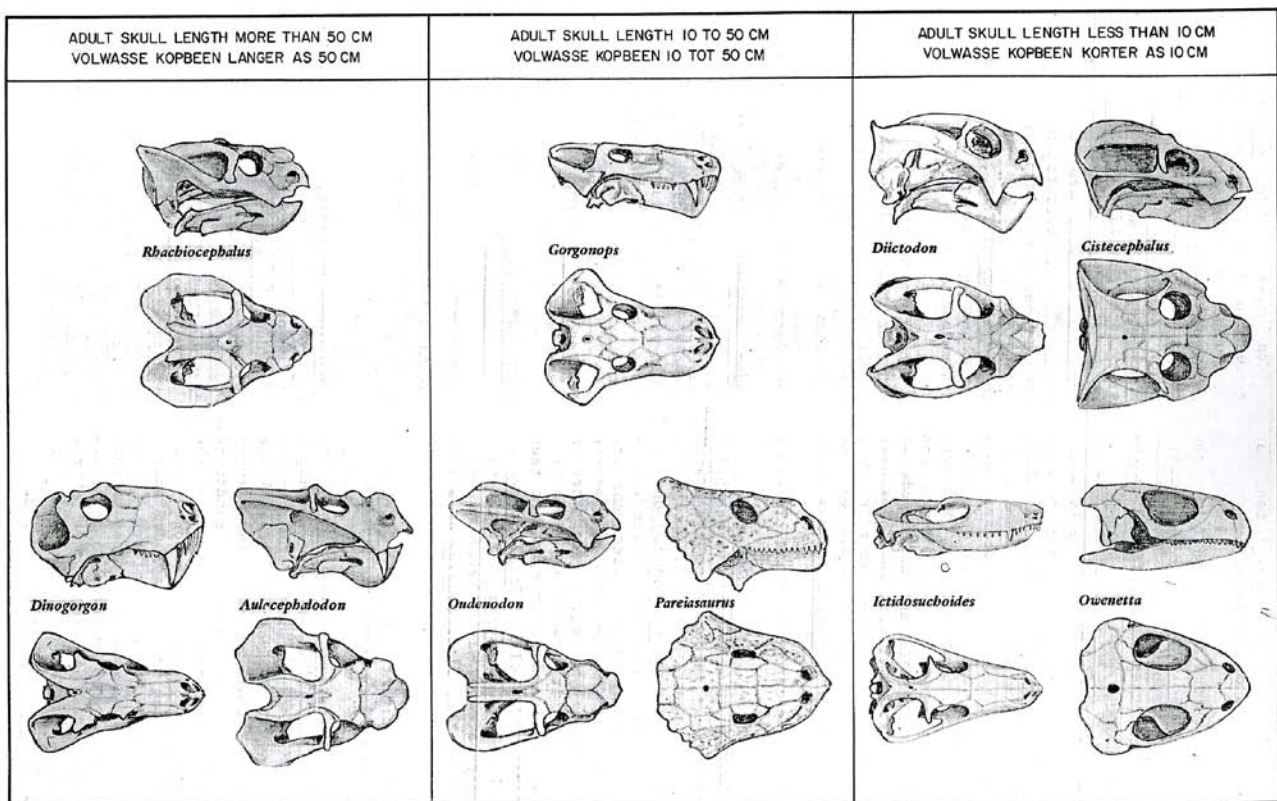 ADULT SKULL LENGTH MORE THAN 50 CM
VOLWASSE KOPBEEN LANGER AS 50 CM
ADULT SKULL LENGTH 10 TO 50 CM
VOLWASSE KOPBEEN 10 TOT 50 CM
ADULT SKULL LENGTH LESS THAN 10 CM
VOLWASSE KOPBEEN KORTER AS 10 CM
Rhachiocephalus
Gorgonops
Diictodon
Cistecephalus
Dinogorgon
Aulecephalodon
Oudenodon
Pareiasaurus
Ictidosuchoides
Owenetta